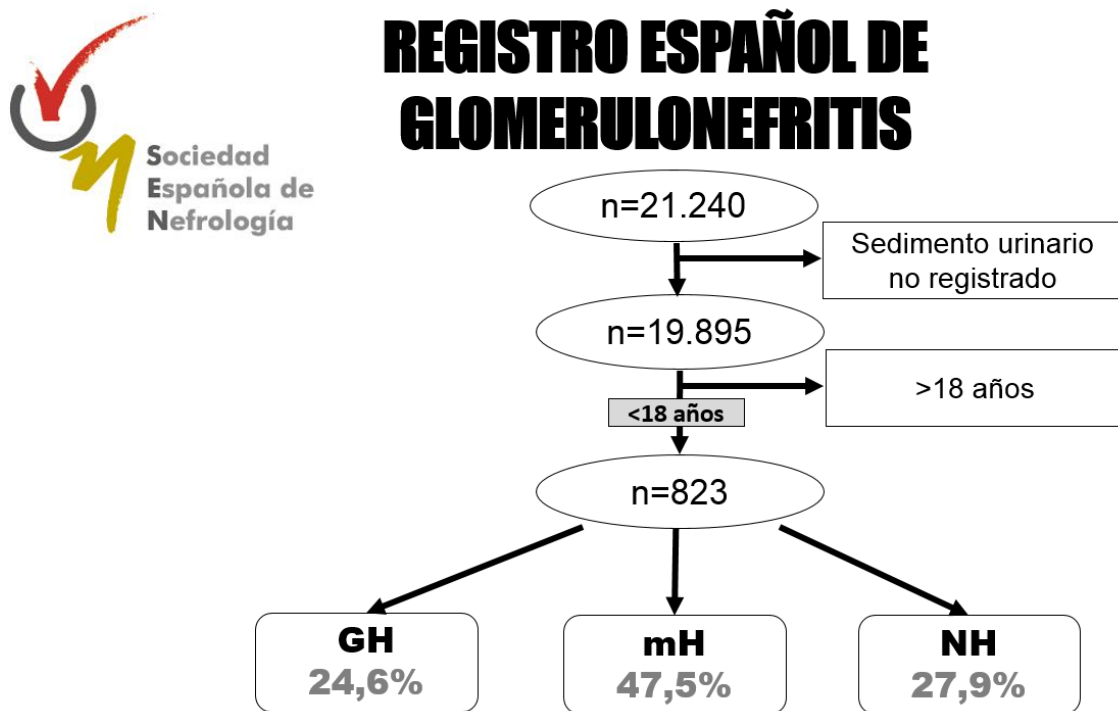 REGISTRO ESPAÑOL DE
GLOMERULONEFRITIS
Sociedad
Española de
Nefrología
n=21.240
Sedimento urinario
no registrado
n=19.895
>18 años
<18 años
n=823
GH
24,6%
mH
47,5%
NH
27,9%